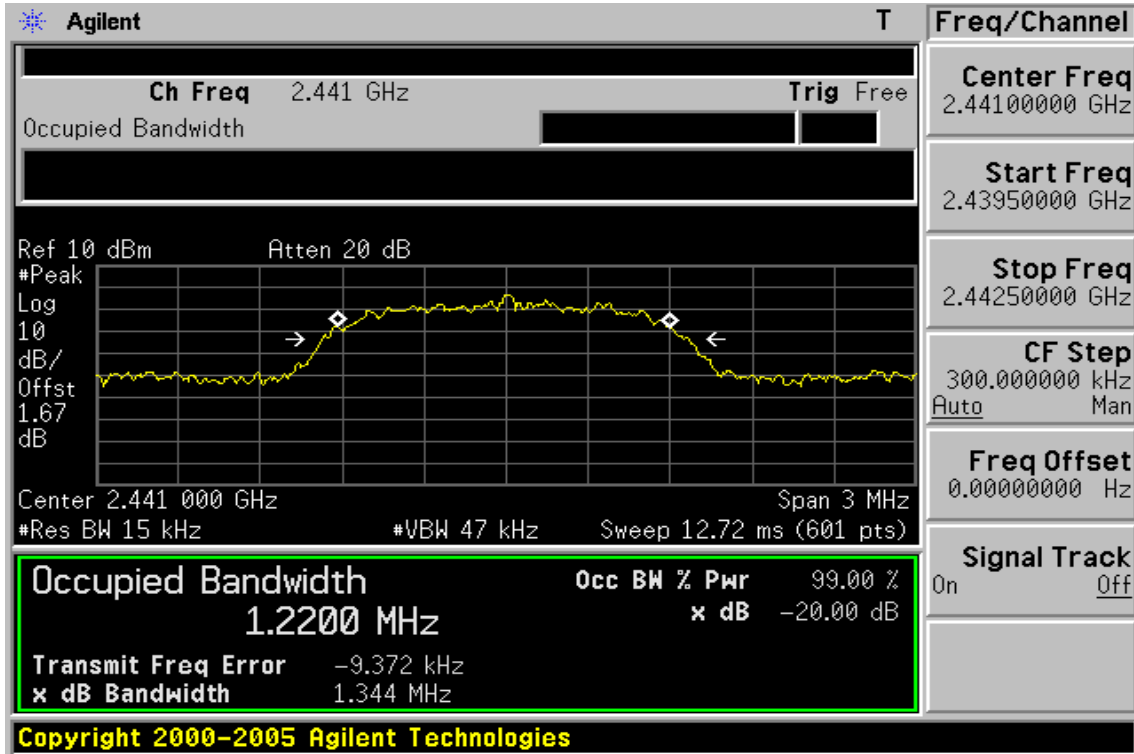 Agilent T
Ch Freq 2.441 GHz Trig Free
Occupied Bandwidth
Ref 10 dBm Atten 20 dB
#Peak
Log
10
dB/
Offst
1.67
dB
Center 2.441 000 GHz Span 3 MHz
#Res BW 15 kHz #VBW 47 kHz Sweep 12.72 ms (601 pts)
Occupied Bandwidth Occ BW % Pwr 99.00 %
1.2200 MHz x dB -20.00 dB
Transmit Freq Error -9.372 kHz
x dB Bandwidth 1.344 MHz
Copyright 2000-2005 Agilent Technologies
Freq/Channel
Center Freq
2.44100000 GHz
Start Freq
2.43950000 GHz
Stop Freq
2.44250000 GHz
CF Step
300.000000 kHz
Auto Man
Freq Offset
0.00000000 Hz
Signal Track
On Off